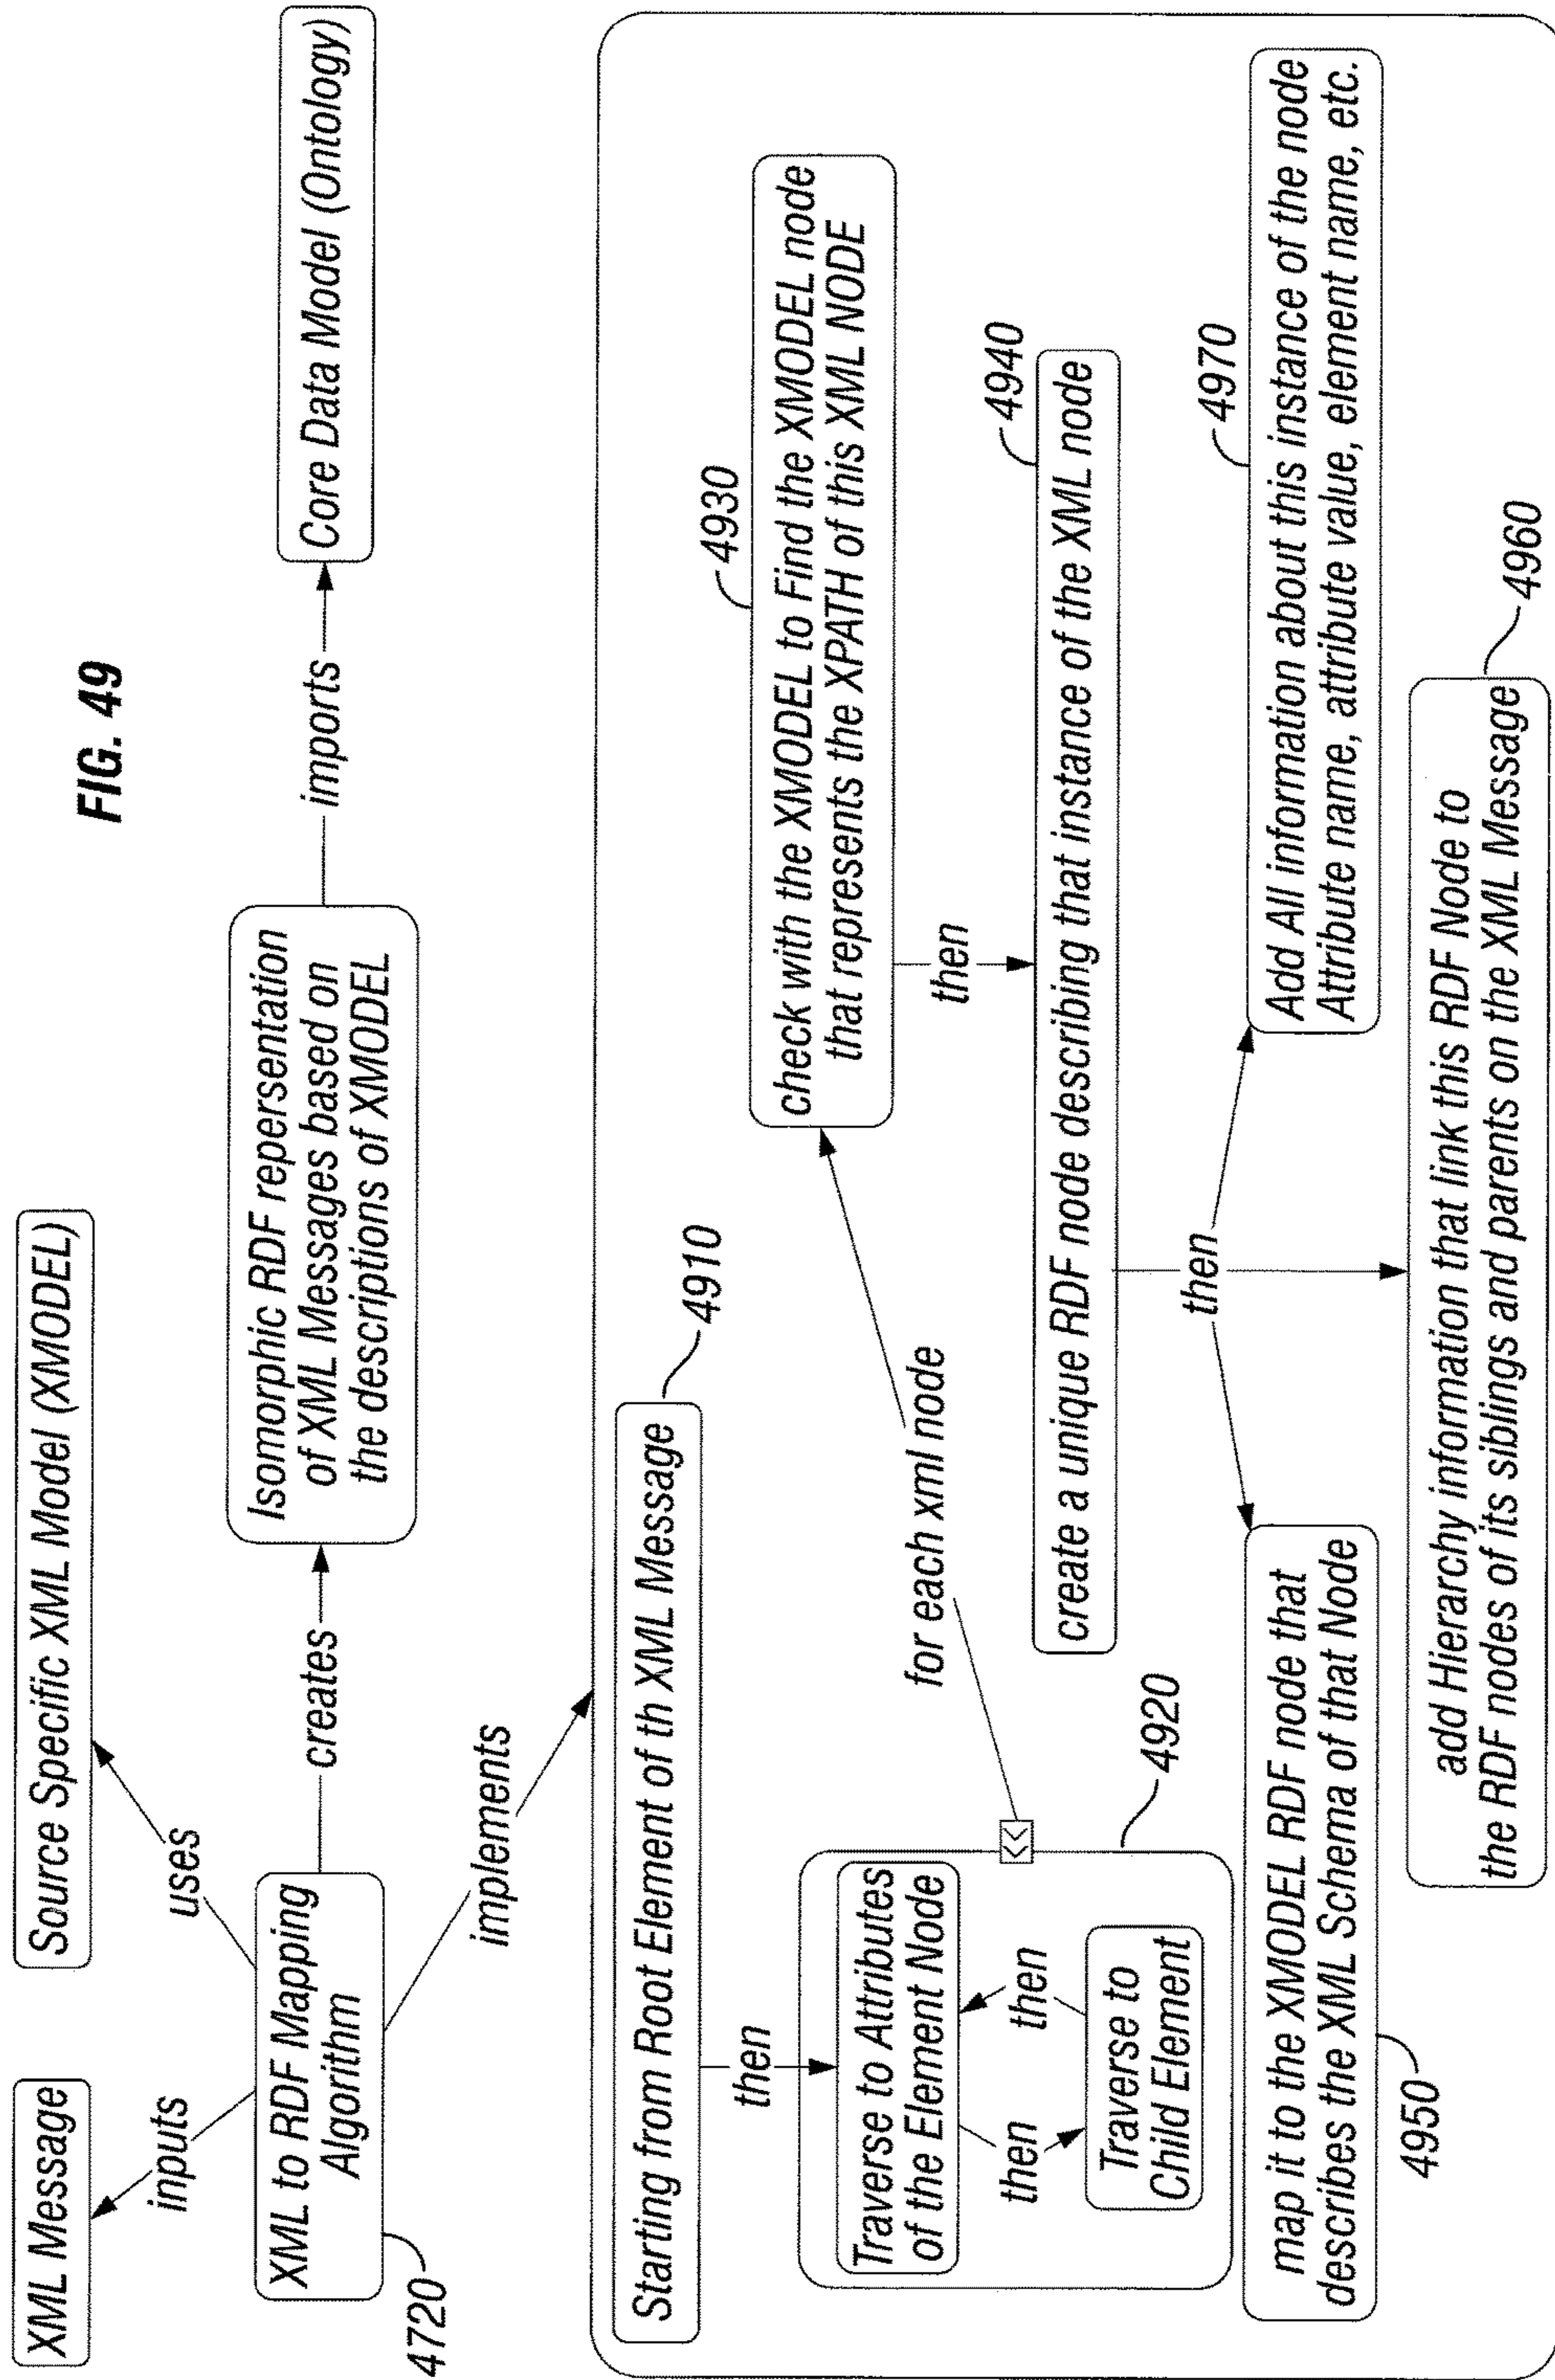 FIG. 49
XML Message
Source Specific XML Model (XMODEL)
inputs
uses
XML to RDF Mapping
Algorithm
4720
creates
Isomorphic RDF repersentation
of XML Messages based on
the descriptions of XMODEL
imports
Core Data Model (Ontology)
implements
Starting from Root Element of th XML Message
4910
then
Traverse to Attributes
of the Element Node
then
then
Traverse to
Child Element
4920
for each xml node
check with the XMODEL to Find the XMODEL node
that represents the XPATH of this XML NODE
4930
then
create a unique RDF node describing that instance of the XML node
4940
then
map it to the XMODEL RDF node that
describes the XML Schema of that Node
4950
Add All information about this instance of the node
Attribute name, attribute value, element name, etc.
4970
add Hierarchy information that link this RDF Node to
the RDF nodes of its siblings and parents on the XML Message
4960